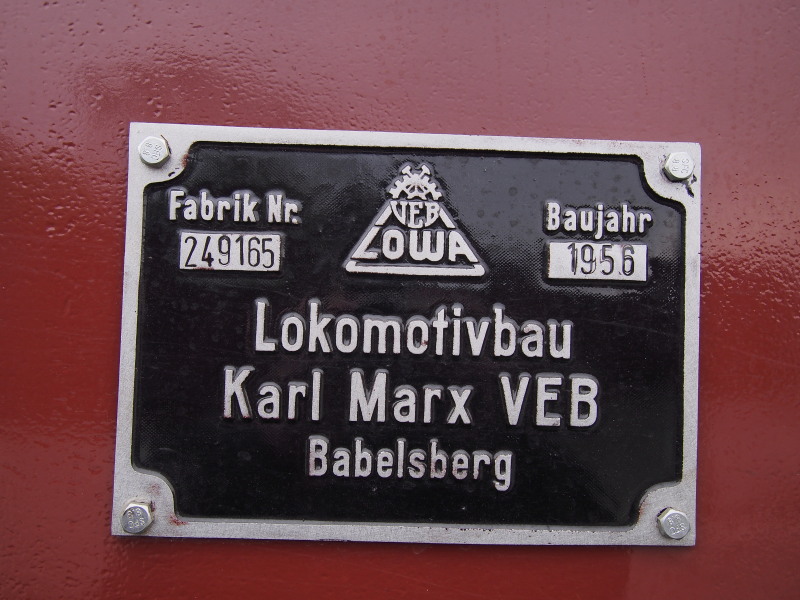 Fabrik Nr.
249165
VEB
LOWA
Baujahr
1956
Lokomotivbau
Karl Marx VEB
Babelsberg